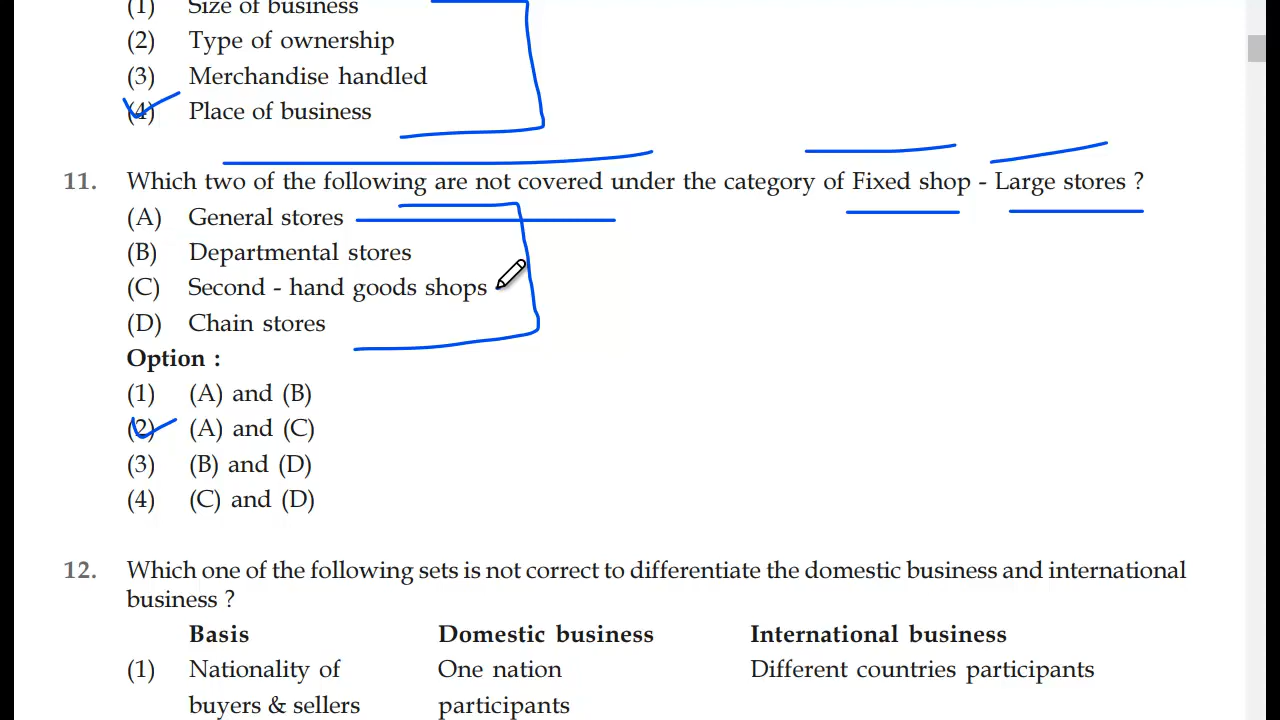 (1) Size of business
(2) Type of ownership
(3) Merchandise handled
(4) Place of business
11. Which two of the following are not covered under the category of Fixed shop - Large stores ?
(A) General stores
(B) Departmental stores
(C) Second - hand goods shops
(D) Chain stores
Option :
(1) (A) and (B)
(2) (A) and (C)
(3) (B) and (D)
(4) (C) and (D)
12. Which one of the following sets is not correct to differentiate the domestic business and international
business ?
Basis Domestic business International business
(1) Nationality of One nation Different countries participants
buyers & sellers participants